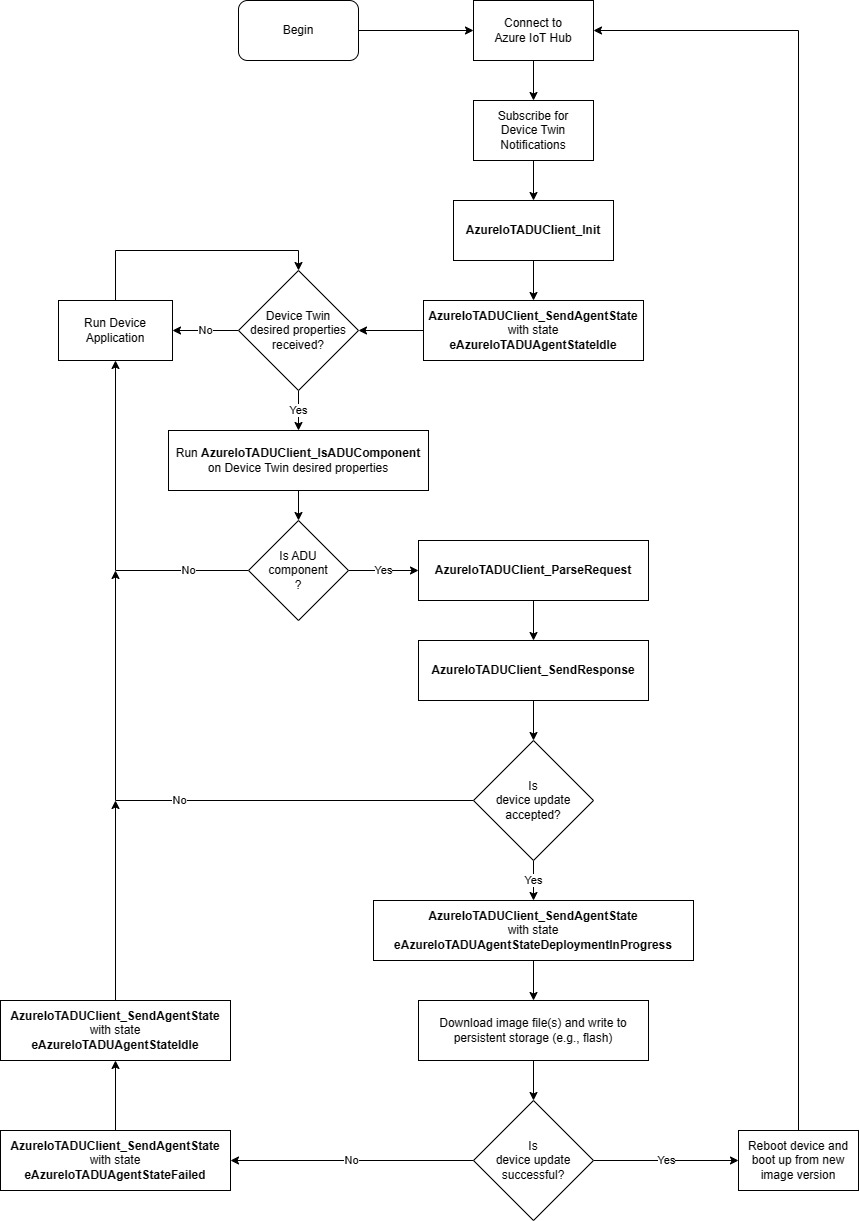 Begin
Connect to
Azure IoT Hub
Subscribe for
Device Twin
Notifications
AzureIoTADUClient_Init
AzureIoTADUClient_SendAgentState
with state
eAzureIoTADUAgentStateIdle
Device Twin
desired properties
received?
No
Run Device
Application
Yes
Run AzureIoTADUClient_IsADUComponent
on Device Twin desired properties
Is ADU
component
?
No
Yes
AzureIoTADUClient_ParseRequest
AzureIoTADUClient_SendResponse
Is
device update
accepted?
No
Yes
AzureIoTADUClient_SendAgentState
with state
eAzureIoTADUAgentStateDeploymentInProgress
Download image file(s) and write to
persistent storage (e.g., flash)
AzureIoTADUClient_SendAgentState
with state
eAzureIoTADUAgentStateIdle
Is
device update
successful?
No
Yes
AzureIoTADUClient_SendAgentState
with state
eAzureIoTADUAgentStateFailed
Reboot device and
boot up from new
image version